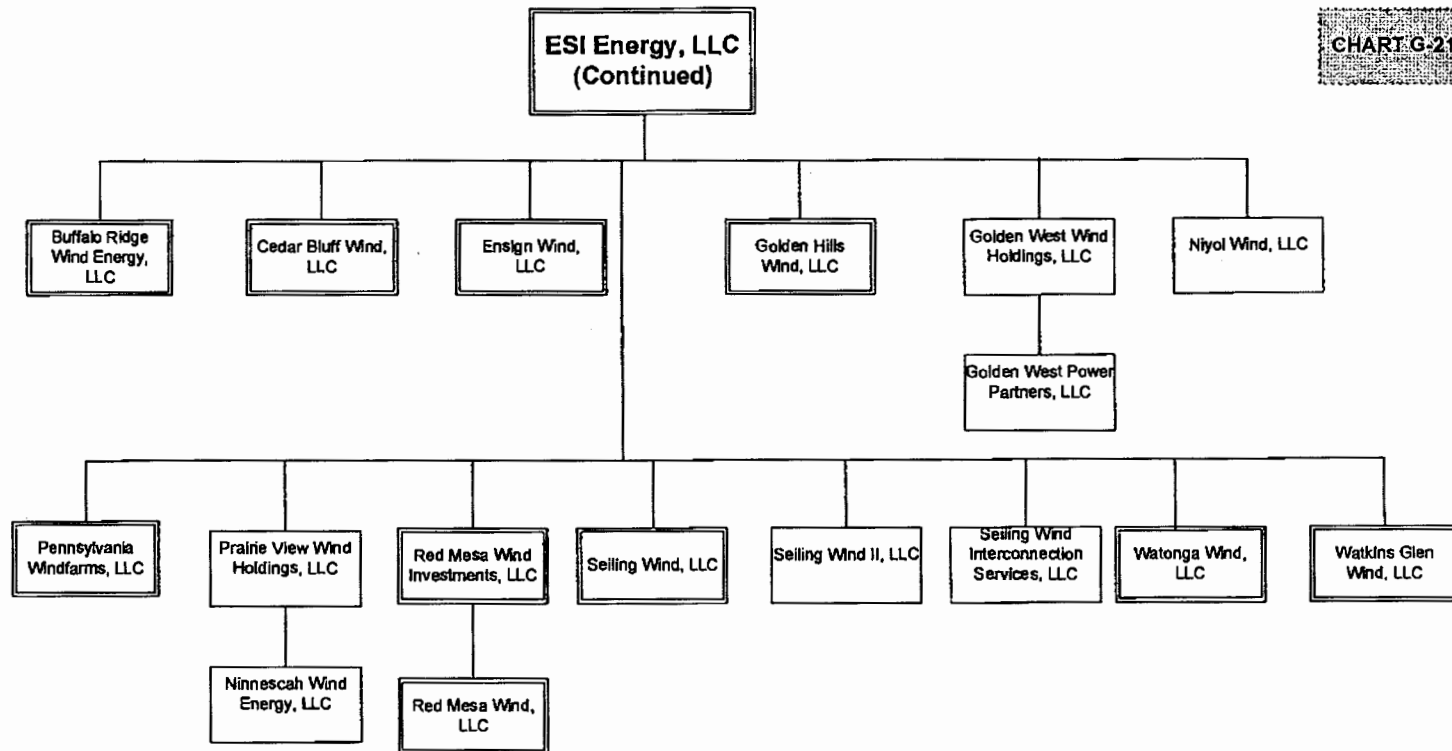 ESI Energy, LLC
(Continued)
CHART G-21
Buffalo Ridge
Wind Energy,
LLC
Cedar Bluff Wind,
LLC
Ensign Wind,
LLC
Golden Hills
Wind, LLC
Golden West Wind
Holdings, LLC
Niyol Wind, LLC
Golden West Power
Partners, LLC
Pennsylvania
Windfarms, LLC
Prairie View Wind
Holdings, LLC
Red Mesa Wind
Investments, LLC
Seiling Wind, LLC
Seiling Wind II, LLC
Seiling Wind
Interconnection
Services, LLC
Watonga Wind,
LLC
Watkins Glen
Wind, LLC
Ninnescah Wind
Energy, LLC
Red Mesa Wind,
LLC